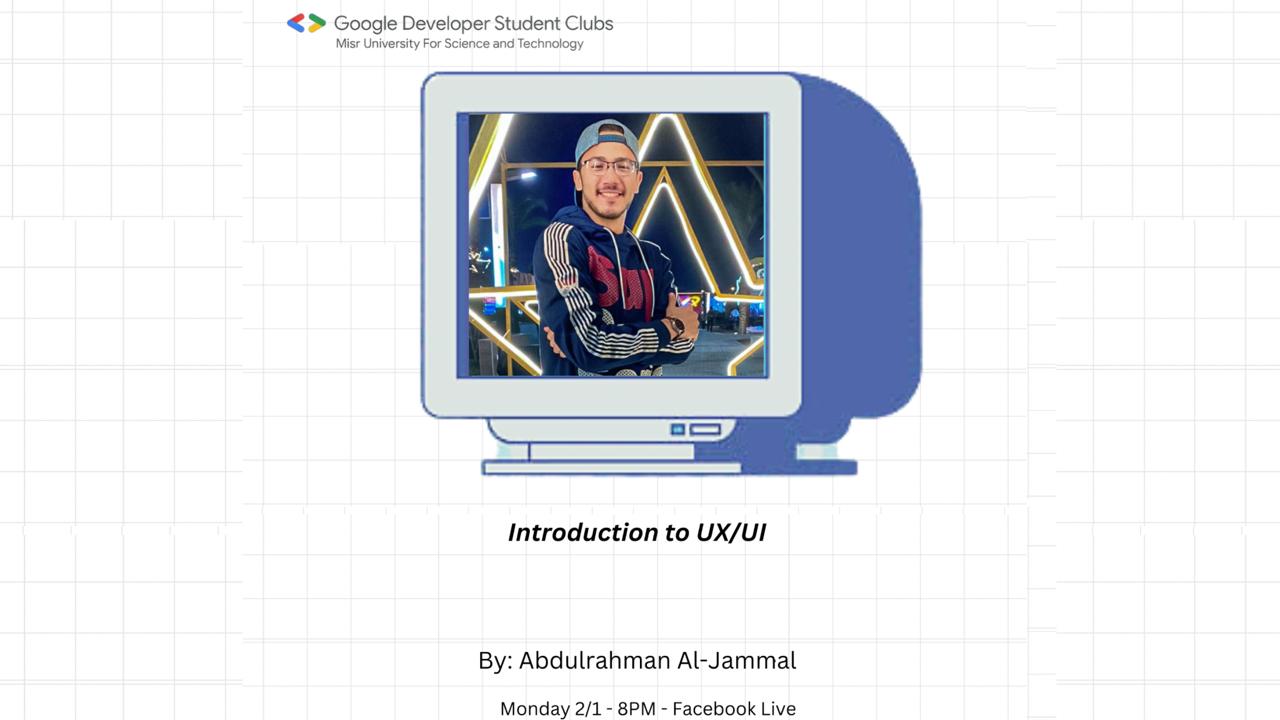 Google Developer Student Clubs
Misr University For Science and Technology
Introduction to UX/UI
By: Abdulrahman Al-Jammal
Monday 2/1 - 8PM - Facebook Live